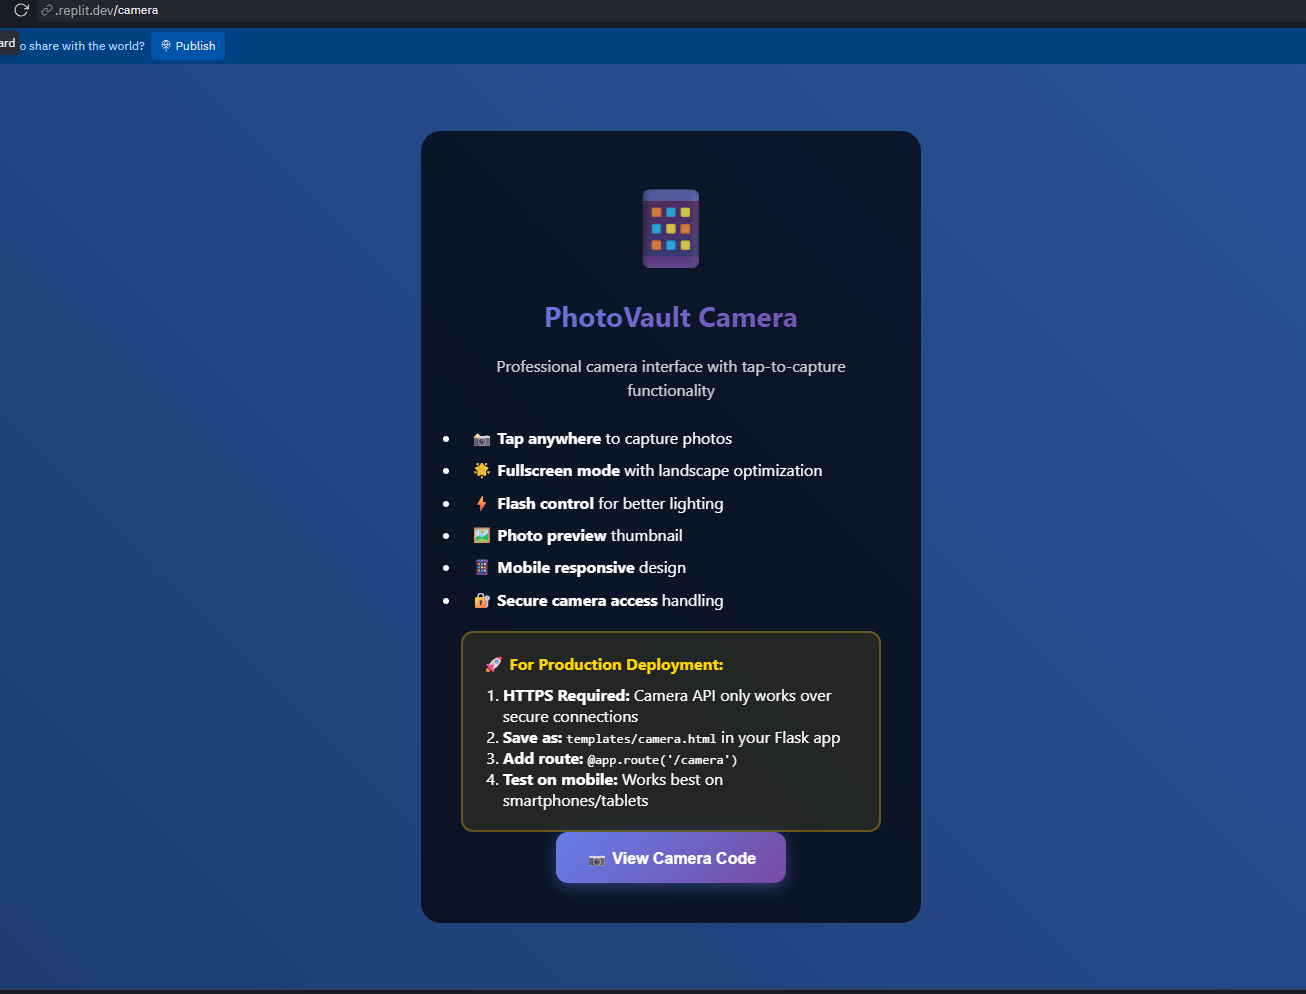 .replit.dev/camera
ard
o share with the world?
Publish
PhotoVault Camera
Professional camera interface with tap-to-capture
functionality
• Tap anywhere to capture photos
• Fullscreen mode with landscape optimization
• Flash control for better lighting
• Photo preview thumbnail
• Mobile responsive design
• Secure camera access handling
For Production Deployment:
1. HTTPS Required: Camera API only works over
secure connections
2. Save as: templates/camera.html in your Flask app
3. Add route: @app.route('/camera')
4. Test on mobile: Works best on
smartphones/tablets
View Camera Code